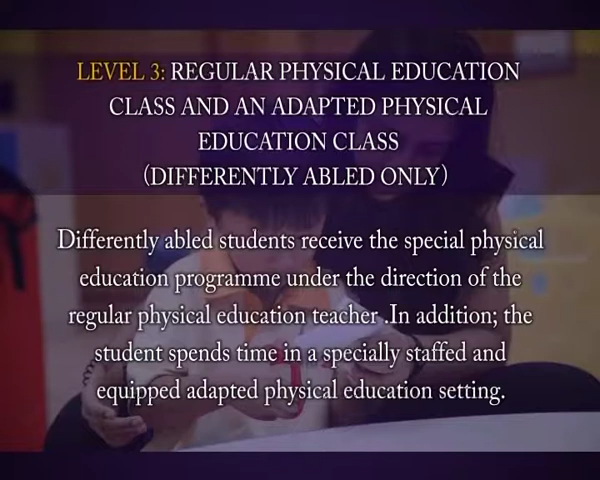 LEVEL 3: REGULAR PHYSICAL EDUCATION
CLASS AND AN ADAPTED PHYSICAL
EDUCATION CLASS
(DIFFERENTLY ABLED ONLY)
Differently abled students receive the special physical
education programme under the direction of the
regular physical education teacher .In addition; the
student spends time in a specially staffed and
equipped adapted physical education setting.